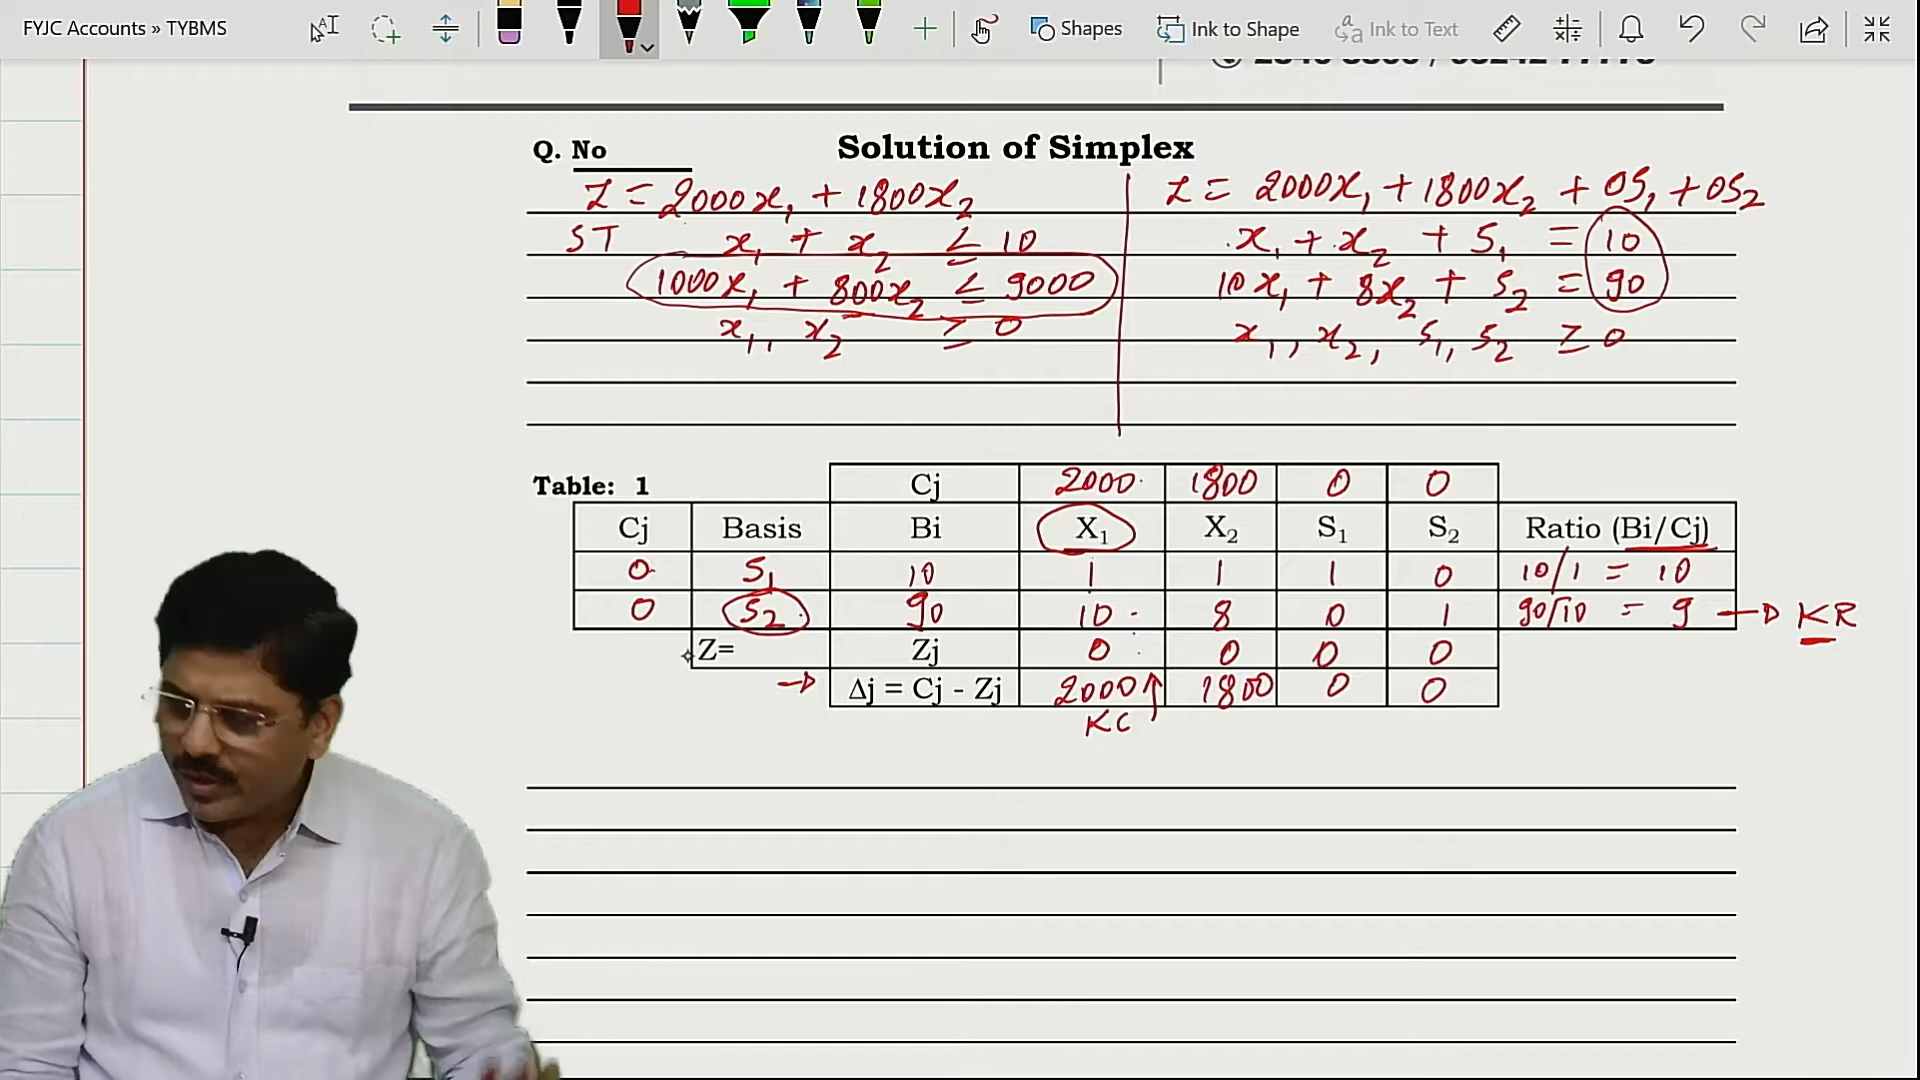 FYJC Accounts » TYBMS
Shapes Ink to Shape Ink to Text
Q. No Solution of Simplex
Z = 2000x₁ + 1800x₂
ST x₁ + x₂ ≤ 10
1000x₁ + 800x₂ ≤ 9000
x₁, x₂ ≥ 0
Z = 2000x₁ + 1800x₂ + 0S₁ + 0S₂
x₁ + x₂ + S₁ = 10
10x₁ + 8x₂ + S₂ = 90
x₁, x₂, S₁, S₂ ≥ 0
Table: 1 Cj 2000 1800 0 0
Cj Basis Bi X₁ X₂ S₁ S₂ Ratio (Bi/Cj)
0 S₁ 10 1 1 1 0 10/1 = 10
0 S₂ 90 10 8 0 1 90/10 = 9 → KR
Z= Zj 0 0 0 0
→ Δj = Cj - Zj 2000 ↑ 1800 0 0
KC